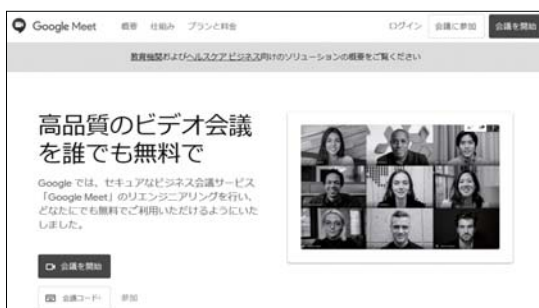 Google Meet 概要 仕組み プランと料金 ログイン 会議に参加 会議を開始
教育機関およびヘルスケア ビジネス向けのソリューションの概要をご覧ください
高品質のビデオ会議
を誰でも無料で
Google では、セキュアなビジネス会議サービス
「Google Meet」のリエンジニアリングを行い、
どなたにでも無料でご利用いただけるようにいた
しました。
会議を開始
会議コード 参加